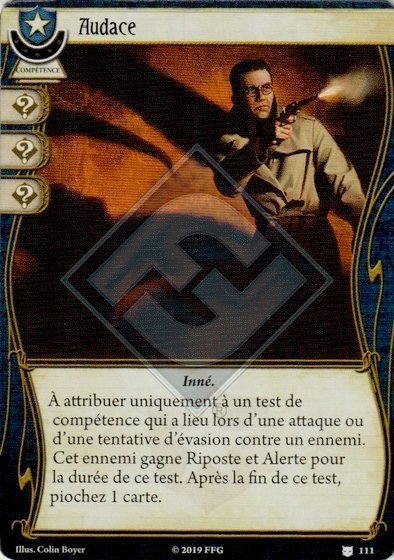 Audace
COMPÉTENCE
?
?
?
Inné.
À attribuer uniquement à un test de
compétence qui a lieu lors d'une attaque ou
d'une tentative d'évasion contre un ennemi.
Cet ennemi gagne Riposte et Alerte pour
la durée de ce test. Après la fin de ce test,
piochez 1 carte.
®
Illus. Colin Boyer © 2019 FFG 111